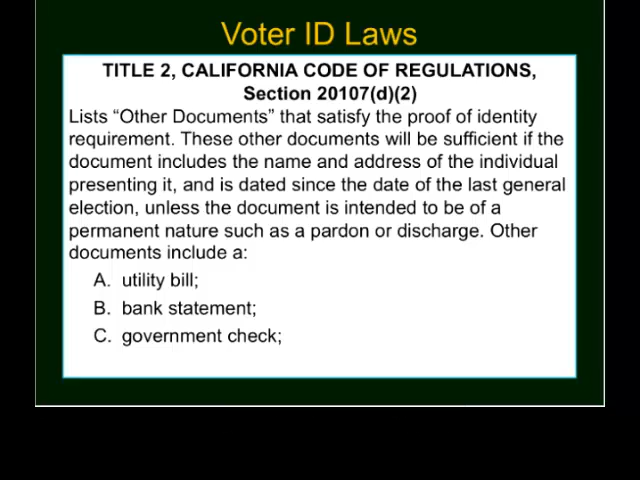 Voter ID Laws
TITLE 2, CALIFORNIA CODE OF REGULATIONS,
Section 20107(d)(2)
Lists “Other Documents” that satisfy the proof of identity
requirement. These other documents will be sufficient if the
document includes the name and address of the individual
presenting it, and is dated since the date of the last general
election, unless the document is intended to be of a
permanent nature such as a pardon or discharge. Other
documents include a:
A. utility bill;
B. bank statement;
C. government check;